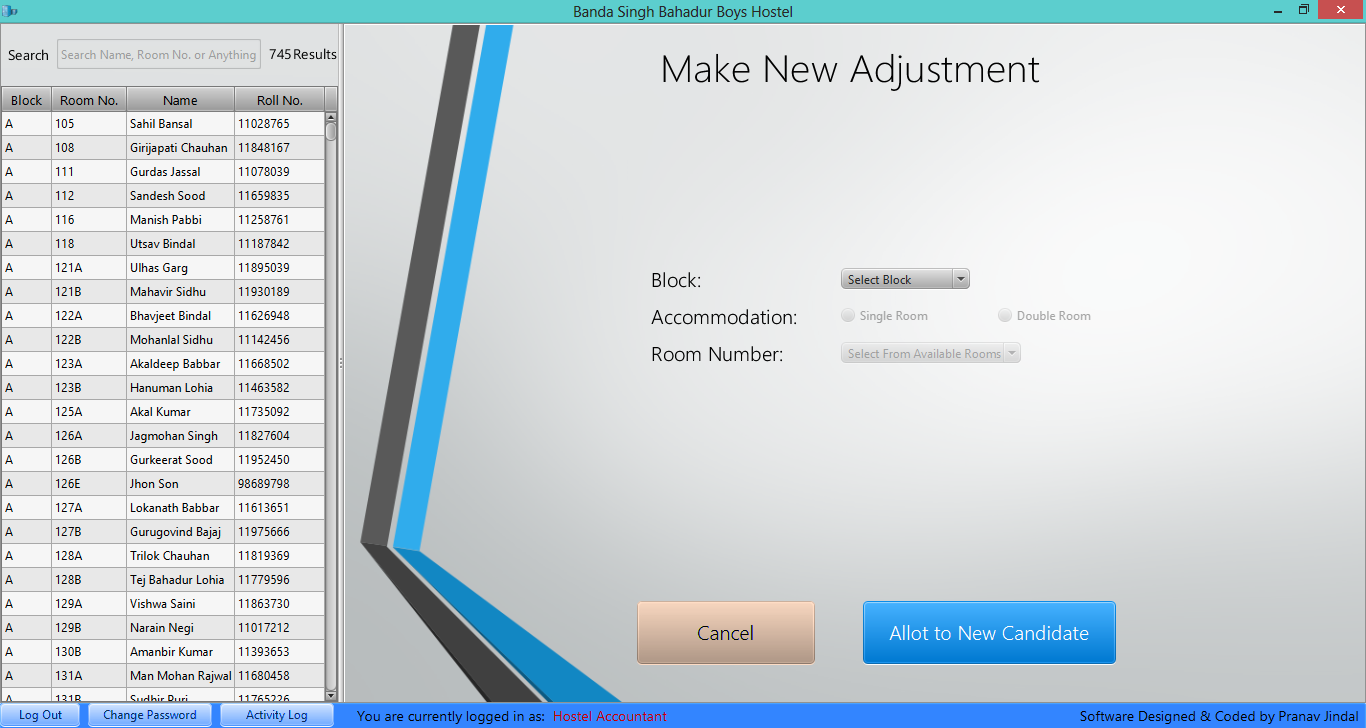 Banda Singh Bahadur Boys Hostel
Search Search Name, Room No. or Anything 745 Results
Block Room No. Name Roll No.
A 105 Sahil Bansal 11028765
A 108 Girijapati Chauhan 11848167
A 111 Gurdas Jassal 11078039
A 112 Sandesh Sood 11659835
A 116 Manish Pabbi 11258761
A 118 Utsav Bindal 11187842
A 121A Ulhas Garg 11895039
A 121B Mahavir Sidhu 11930189
A 122A Bhavjeet Bindal 11626948
A 122B Mohanlal Sidhu 11142456
A 123A Akaldeep Babbar 11668502
A 123B Hanuman Lohia 11463582
A 125A Akal Kumar 11735092
A 126A Jagmohan Singh 11827604
A 126B Gurkeerat Sood 11952450
A 126E Jhon Son 98689798
A 127A Lokanath Babbar 11613651
A 127B Gurugovind Bajaj 11975666
A 128A Trilok Chauhan 11819369
A 128B Tej Bahadur Lohia 11779596
A 129A Vishwa Saini 11863730
A 129B Narain Negi 11017212
A 130B Amanbir Kumar 11393653
A 131A Man Mohan Rajwal 11680458
A 131B Sudhir Puri 11765226
Make New Adjustment
Block: Select Block
Accommodation: Single Room Double Room
Room Number: Select From Available Rooms
Cancel Allot to New Candidate
Log Out Change Password Activity Log You are currently logged in as: Hostel Accountant Software Designed & Coded by Pranav Jindal